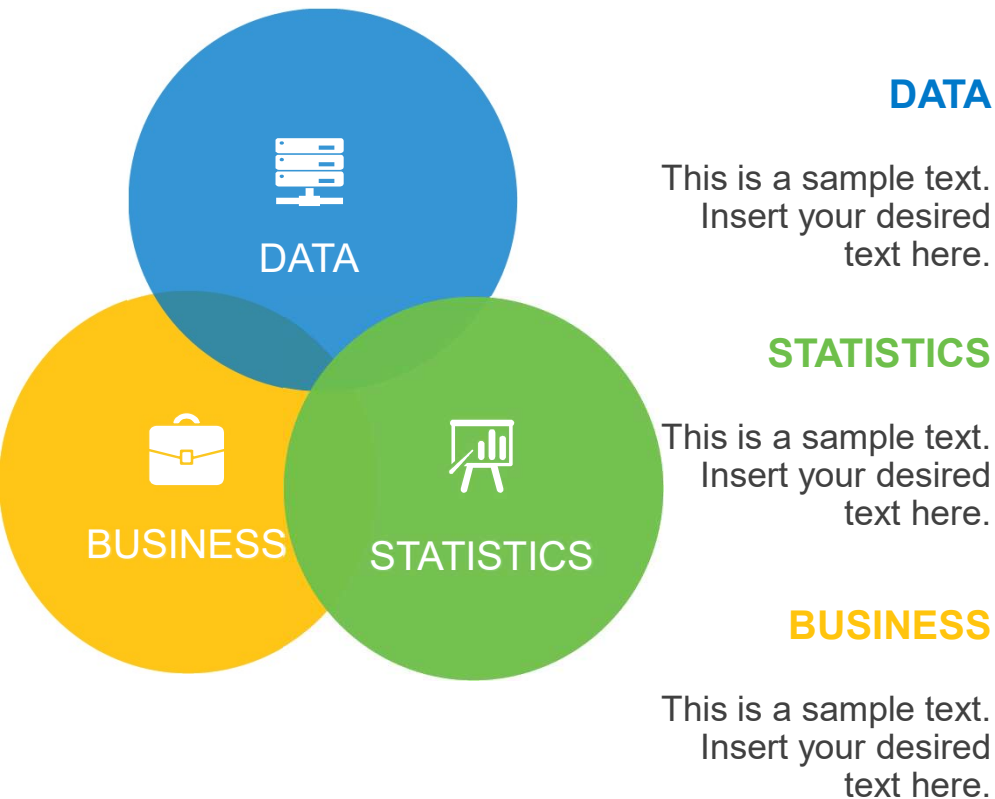 DATA
BUSINESS
STATISTICS
DATA
This is a sample text.
Insert your desired
text here.
STATISTICS
This is a sample text.
Insert your desired
text here.
BUSINESS
This is a sample text.
Insert your desired
text here.